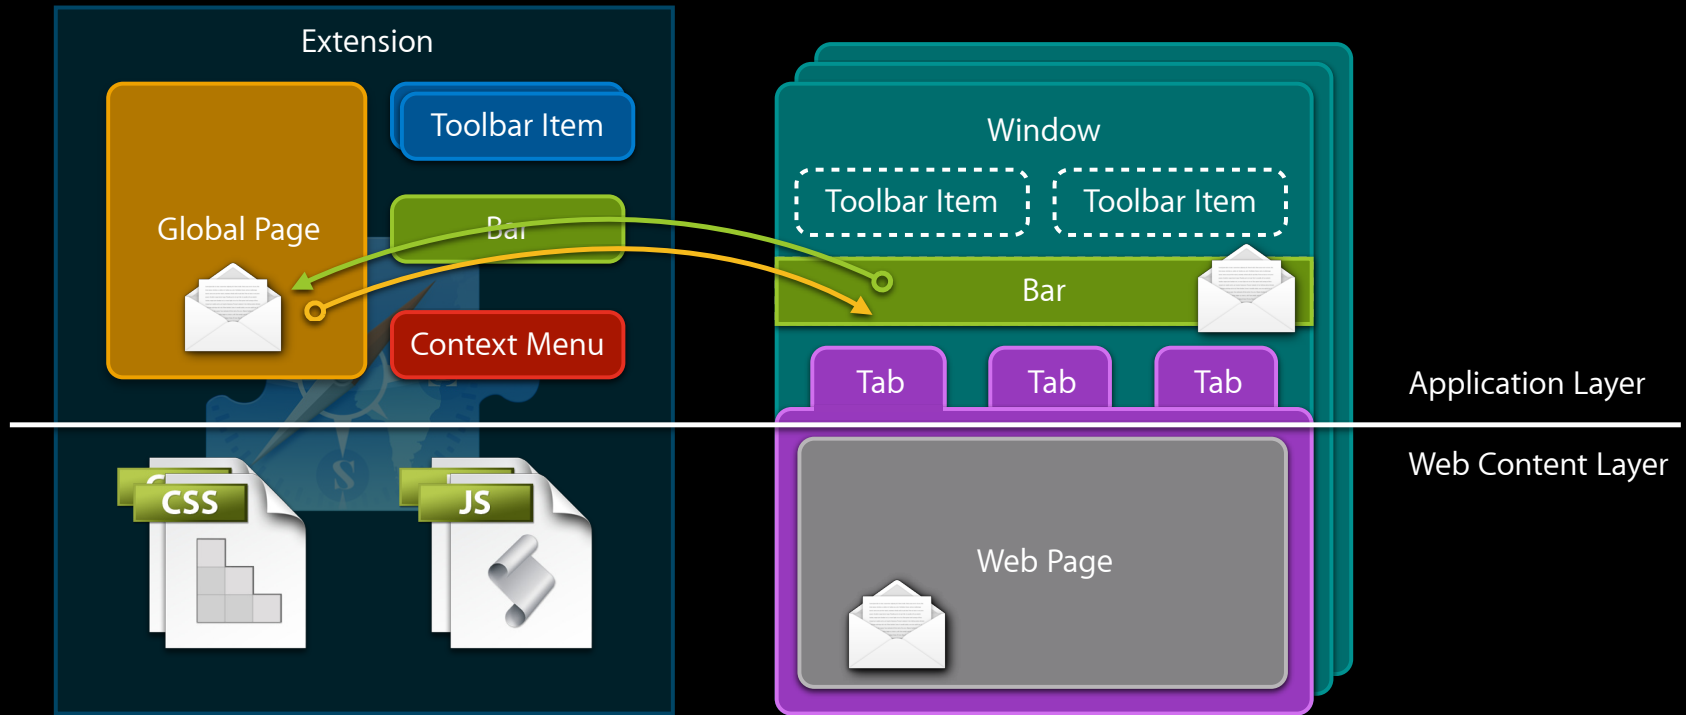 Extension
Global Page
Toolbar Item
Bar
Context Menu
CSS
JS
S
Window
Toolbar Item
Toolbar Item
Bar
Tab
Tab
Tab
Web Page
Application Layer
Web Content Layer